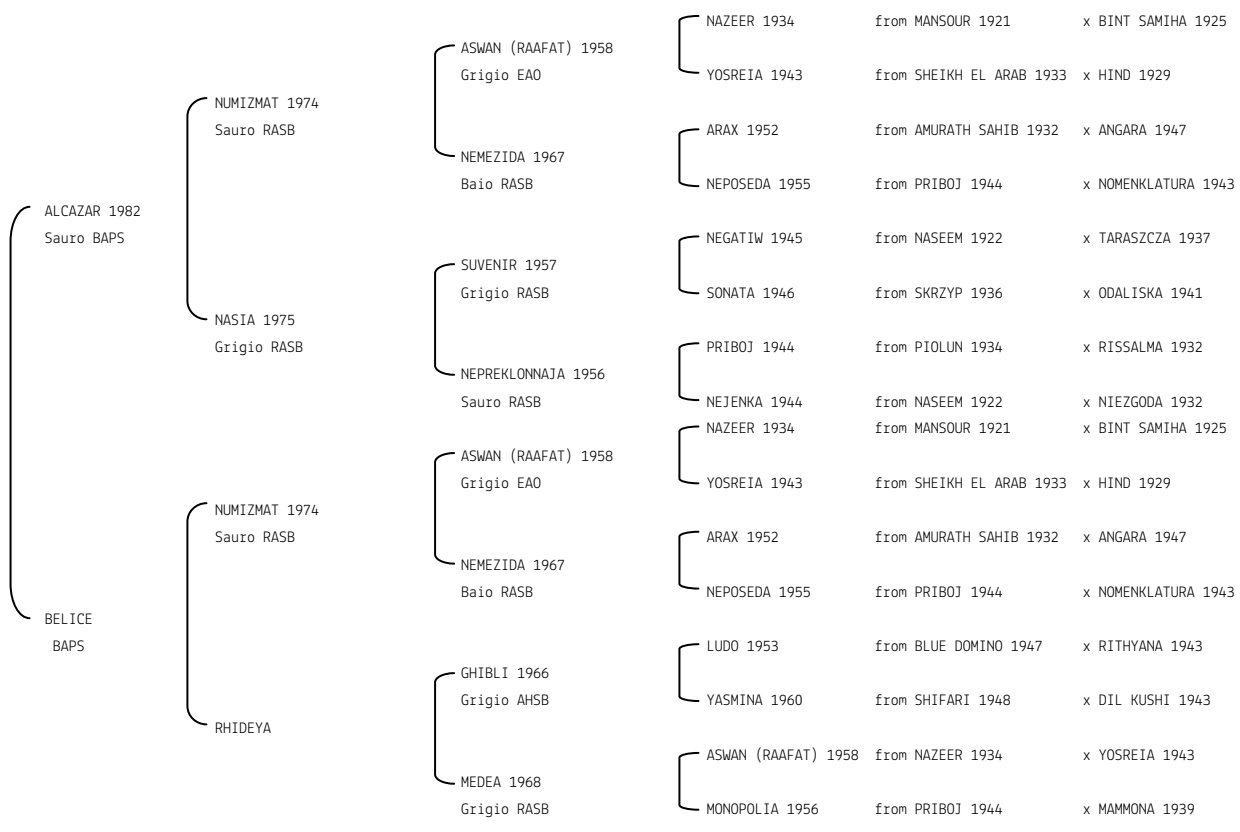 NAZEER 1934 from MANSOUR 1921 x BINT SAMIHA 1925
ASWAN (RAAFAT) 1958
Grigio EAO YOSREIA 1943 from SHEIKH EL ARAB 1933 x HIND 1929
NUMIZMAT 1974
Sauro RASB ARAX 1952 from AMURATH SAHIB 1932 x ANGARA 1947
NEMEZIDA 1967
Baio RASB NEPOSEDA 1955 from PRIBOJ 1944 x NOMENKLATURA 1943
ALCAZAR 1982
Sauro BAPS NEGATIW 1945 from NASEEM 1922 x TARASZCZA 1937
SUVENIR 1957
Grigio RASB SONATA 1946 from SKRZYP 1936 x ODALISKA 1941
NASIA 1975
Grigio RASB PRIBOJ 1944 from PIOLUN 1934 x RISSALMA 1932
NEPREKLONNAJA 1956
Sauro RASB NEJENKA 1944 from NASEEM 1922 x NIEZGODA 1932
NAZEER 1934 from MANSOUR 1921 x BINT SAMIHA 1925
ASWAN (RAAFAT) 1958
Grigio EAO YOSREIA 1943 from SHEIKH EL ARAB 1933 x HIND 1929
NUMIZMAT 1974
Sauro RASB ARAX 1952 from AMURATH SAHIB 1932 x ANGARA 1947
NEMEZIDA 1967
Baio RASB NEPOSEDA 1955 from PRIBOJ 1944 x NOMENKLATURA 1943
BELICE
BAPS LUDO 1953 from BLUE DOMINO 1947 x RITHYANA 1943
GHIBLI 1966
Grigio AHSB YASMINA 1960 from SHIFARI 1948 x DIL KUSHI 1943
RHIDEYA
ASWAN (RAAFAT) 1958 from NAZEER 1934 x YOSREIA 1943
MEDEA 1968
Grigio RASB MONOPOLIA 1956 from PRIBOJ 1944 x MAMMONA 1939